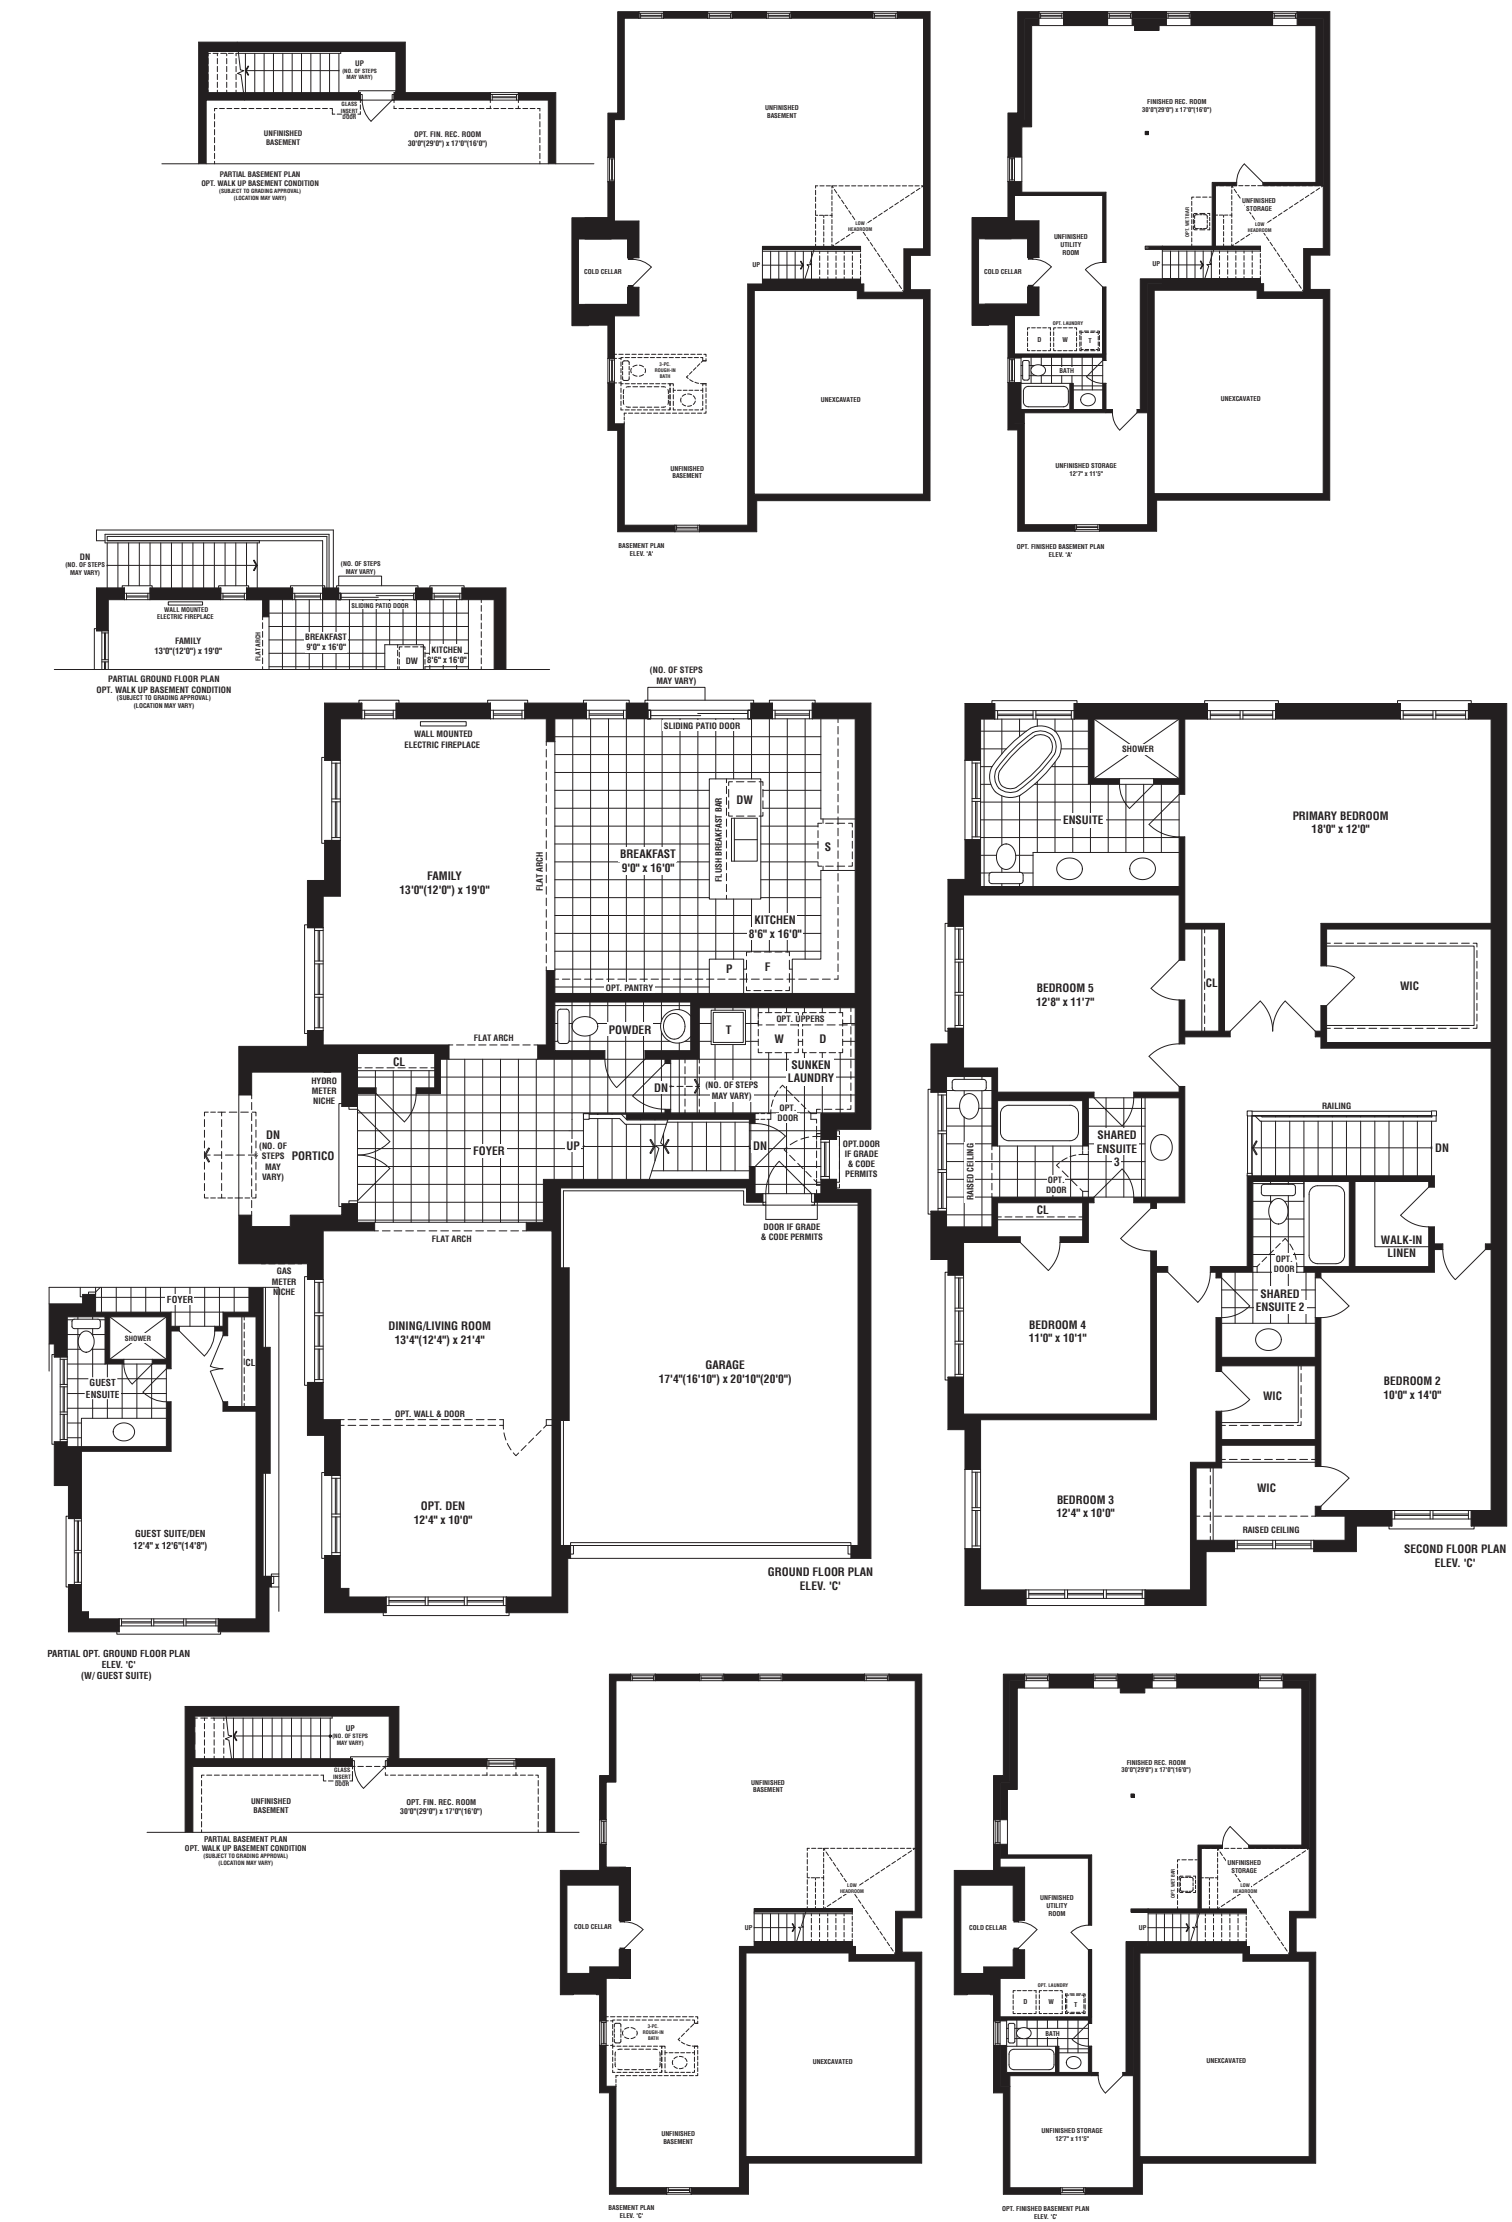 UP
(NO. OF STEPS
MAY VARY)
GLASS
INSERT
DOOR
UNFINISHED
BASEMENT
OPT. FIN. REC. ROOM
30'0"(29'0") x 17'0"(16'0")
PARTIAL BASEMENT PLAN
OPT. WALK UP BASEMENT CONDITION
(SUBJECT TO GRADING APPROVAL)
(LOCATION MAY VARY)
UNFINISHED
BASEMENT
LOW
HEADROOM
COLD CELLAR
UP
3-PC.
ROUGH-IN
BATH
UNEXCAVATED
UNFINISHED
BASEMENT
BASEMENT PLAN
ELEV. 'A'
FINISHED REC. ROOM
30'0"(29'0") x 17'0"(16'0")
UNFINISHED
STORAGE
OPT. WET BAR
LOW
HEADROOM
UNFINISHED
UTILITY
ROOM
COLD CELLAR
UP
OPT. LAUNDRY
D
W
T
BATH
UNEXCAVATED
UNFINISHED STORAGE
12'7" x 11'5"
OPT. FINISHED BASEMENT PLAN
ELEV. 'A'
DN
(NO. OF STEPS
MAY VARY)
(NO. OF STEPS
MAY VARY)
WALL MOUNTED
ELECTRIC FIREPLACE
SLIDING PATIO DOOR
FAMILY
13'0"(12'0") x 19'0"
FLAT ARCH
BREAKFAST
9'0" x 16'0"
DW
KITCHEN
8'6" x 16'0"
PARTIAL GROUND FLOOR PLAN
OPT. WALK UP BASEMENT CONDITION
(SUBJECT TO GRADING APPROVAL)
(LOCATION MAY VARY)
(NO. OF STEPS
MAY VARY)
WALL MOUNTED
ELECTRIC FIREPLACE
SLIDING PATIO DOOR
FLUSH BREAKFAST BAR
DW
S
BREAKFAST
9'0" x 16'0"
FAMILY
13'0"(12'0") x 19'0"
FLAT ARCH
KITCHEN
8'6" x 16'0"
P
F
OPT. PANTRY
POWDER
T
OPT. UPPERS
W
D
FLAT ARCH
CL
SUNKEN
LAUNDRY
HYDRO
METER
NICHE
DN
(NO. OF STEPS
MAY VARY)
OPT.
DOOR
DN
(NO. OF
STEPS
MAY
VARY)
PORTICO
FOYER
UP
DN
OPT.DOOR
IF GRADE
& CODE
PERMITS
FLAT ARCH
DOOR IF GRADE
& CODE PERMITS
GAS
METER
NICHE
DINING/LIVING ROOM
13'4"(12'4") x 21'4"
GARAGE
17'4"(16'10") x 20'10"(20'0")
OPT. WALL & DOOR
OPT. DEN
12'4" x 10'0"
GROUND FLOOR PLAN
ELEV. 'C'
FOYER
SHOWER
CL
GUEST
ENSUITE
GUEST SUITE/DEN
12'4" x 12'6"(14'8")
PARTIAL OPT. GROUND FLOOR PLAN
ELEV. 'C'
(W/ GUEST SUITE)
SHOWER
ENSUITE
PRIMARY BEDROOM
18'0" x 12'0"
BEDROOM 5
12'8" x 11'7"
CL
WIC
RAILING
RAISED CEILING
SHARED
ENSUITE
3
OPT.
DOOR
DN
CL
WALK-IN
LINEN
OPT.
DOOR
SHARED
ENSUITE 2
BEDROOM 4
11'0" x 10'1"
WIC
BEDROOM 2
10'0" x 14'0"
BEDROOM 3
12'4" x 10'0"
WIC
RAISED CEILING
SECOND FLOOR PLAN
ELEV. 'C'
UP
(NO. OF STEPS
MAY VARY)
GLASS
INSERT
DOOR
UNFINISHED
BASEMENT
OPT. FIN. REC. ROOM
30'0"(29'0") x 17'0"(16'0")
PARTIAL BASEMENT PLAN
OPT. WALK UP BASEMENT CONDITION
(SUBJECT TO GRADING APPROVAL)
(LOCATION MAY VARY)
UNFINISHED
BASEMENT
LOW
HEADROOM
COLD CELLAR
UP
3-PC.
ROUGH-IN
BATH
UNEXCAVATED
UNFINISHED
BASEMENT
BASEMENT PLAN
ELEV. 'C'
FINISHED REC. ROOM
30'0"(29'0") x 17'0"(16'0")
UNFINISHED
STORAGE
OPT. WET BAR
LOW
HEADROOM
UNFINISHED
UTILITY
ROOM
COLD CELLAR
UP
OPT. LAUNDRY
D
W
T
BATH
UNEXCAVATED
UNFINISHED STORAGE
12'7" x 11'5"
OPT. FINISHED BASEMENT PLAN
ELEV. 'C'